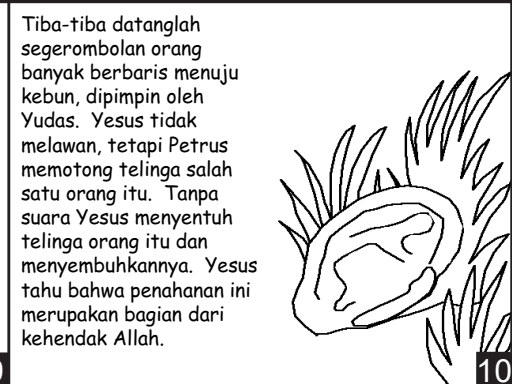 Tiba-tiba datanglah
segerombolan orang
banyak berbaris menuju
kebun, dipimpin oleh
Yudas.  Yesus tidak
melawan, tetapi Petrus
memotong telinga salah
satu orang itu.  Tanpa
suara Yesus menyentuh
telinga orang itu dan
menyembuhkannya.  Yesus
tahu bahwa penahanan ini
merupakan bagian dari
kehendak Allah.
10